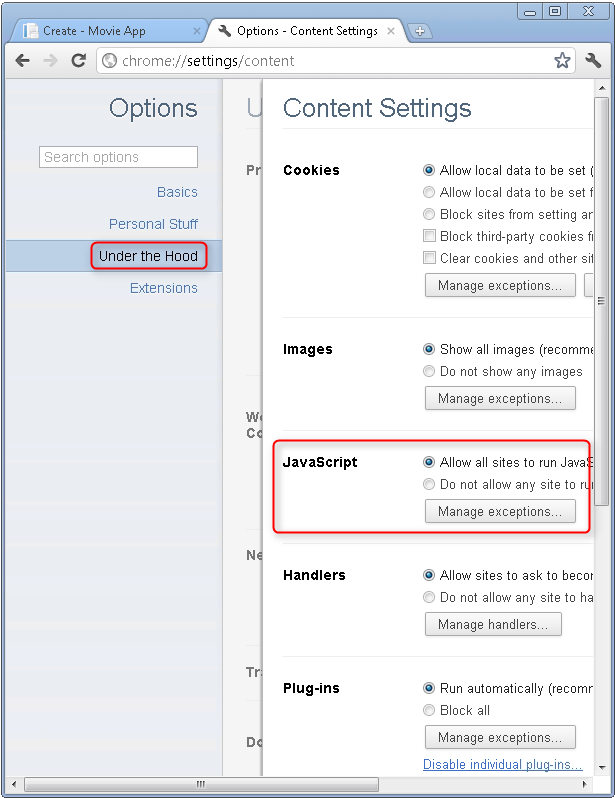 Create - Movie App
Options - Content Settings
chrome://settings/content
Options
Search options
Basics
Personal Stuff
Under the Hood
Extensions
U
Content Settings
Pr
Cookies
Allow local data to be set (
Allow local data to be set f
Block sites from setting an
Block third-party cookies fr
Clear cookies and other sit
Manage exceptions...
Images
Show all images (recomme
Do not show any images
Manage exceptions...
We
Co
JavaScript
Allow all sites to run JavaS
Do not allow any site to ru
Manage exceptions...
Ne
Handlers
Allow sites to ask to becor
Do not allow any site to ha
Manage handlers...
Tra
Plug-ins
Run automatically (recomr
Block all
Do
Manage exceptions...
Disable individual plug-ins...